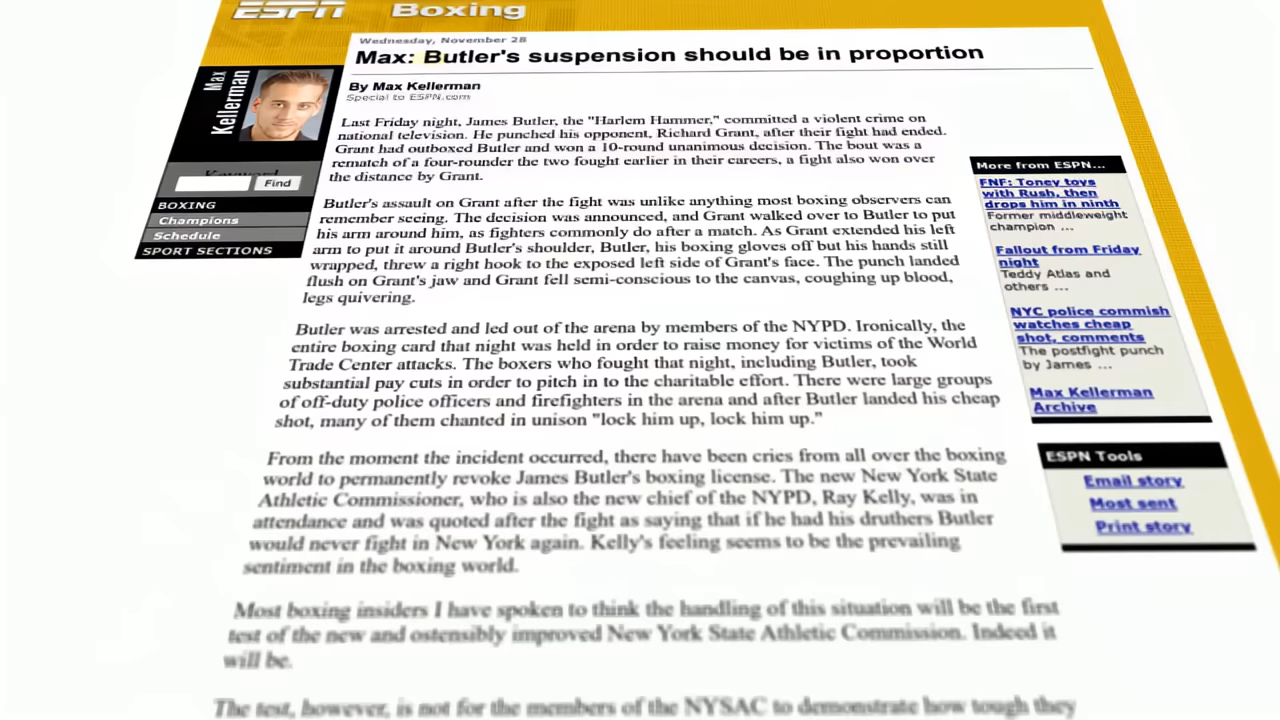 ESPN Boxing
Wednesday, November 28
Max: Butler's suspension should be in proportion
Max Kellerman
By Max Kellerman
Special to ESPN.com
Last Friday night, James Butler, the "Harlem Hammer," committed a violent crime on
national television. He punched his opponent, Richard Grant, after their fight had ended.
Grant had outboxed Butler and won a 10-round unanimous decision. The bout was a
rematch of a four-rounder the two fought earlier in their careers, a fight also won over
the distance by Grant.
Butler's assault on Grant after the fight was unlike anything most boxing observers can
remember seeing. The decision was announced, and Grant walked over to Butler to put
his arm around him, as fighters commonly do after a match. As Grant extended his left
arm to put it around Butler's shoulder, Butler, his boxing gloves off but his hands still
wrapped, threw a right hook to the exposed left side of Grant's face. The punch landed
flush on Grant's jaw and Grant fell semi-conscious to the canvas, coughing up blood,
legs quivering.
Butler was arrested and led out of the arena by members of the NYPD. Ironically, the
entire boxing card that night was held in order to raise money for victims of the World
Trade Center attacks. The boxers who fought that night, including Butler, took
substantial pay cuts in order to pitch in to the charitable effort. There were large groups
of off-duty police officers and firefighters in the arena and after Butler landed his cheap
shot, many of them chanted in unison "lock him up, lock him up."
From the moment the incident occurred, there have been cries from all over the boxing
world to permanently revoke James Butler's boxing license. The new New York State
Athletic Commissioner, who is also the new chief of the NYPD, Ray Kelly, was in
attendance and was quoted after the fight as saying that if he had his druthers Butler
would never fight in New York again. Kelly's feeling seems to be the prevailing
sentiment in the boxing world.
Most boxing insiders I have spoken to think the handling of this situation will be the first
test of the new and ostensibly improved New York State Athletic Commission. Indeed it
will be.
The test, however, is not for the members of the NYSAC to demonstrate how tough they
Keyword
Find
BOXING
Champions
Schedule
SPORT SECTIONS
More from ESPN...
FNF: Toney toys
with Rush, then
drops him in ninth
Former middleweight
champion ...
Fallout from Friday
night
Teddy Atlas and
others ...
NYC police commish
watches cheap
shot, comments
The postfight punch
by James ...
Max Kellerman
Archive
ESPN Tools
Email story
Most sent
Print story